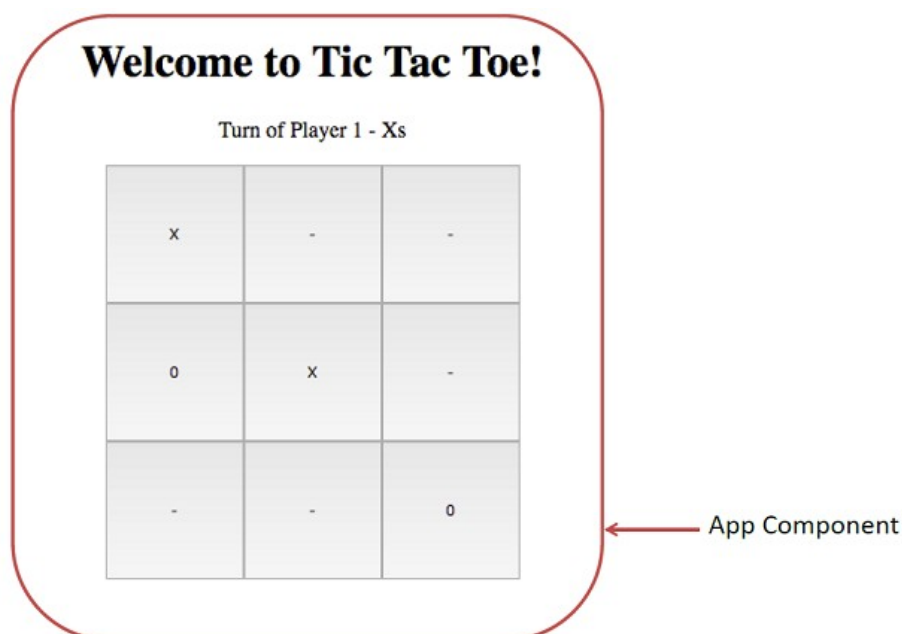 Welcome to Tic Tac Toe!
Turn of Player 1 - Xs
X - -
0 X -
- - 0
App Component